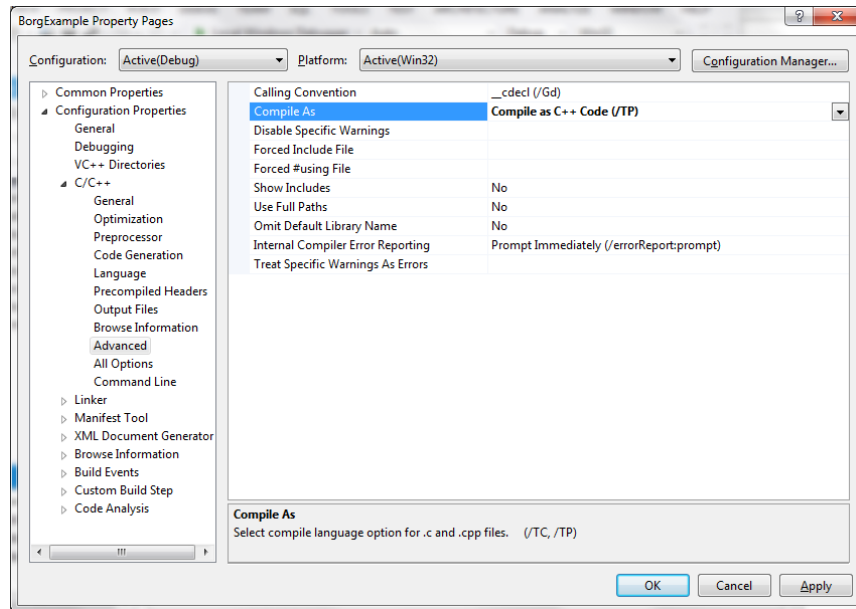 BorgExample Property Pages
Configuration: Active(Debug) Platform: Active(Win32) Configuration Manager...
Common Properties
Configuration Properties
General
Debugging
VC++ Directories
C/C++
General
Optimization
Preprocessor
Code Generation
Language
Precompiled Headers
Output Files
Browse Information
Advanced
All Options
Command Line
Linker
Manifest Tool
XML Document Generator
Browse Information
Build Events
Custom Build Step
Code Analysis
Calling Convention __cdecl (/Gd)
Compile As Compile as C++ Code (/TP)
Disable Specific Warnings
Forced Include File
Forced #using File
Show Includes No
Use Full Paths No
Omit Default Library Name No
Internal Compiler Error Reporting Prompt Immediately (/errorReport:prompt)
Treat Specific Warnings As Errors
Compile As
Select compile language option for .c and .cpp files. (/TC, /TP)
OK Cancel Apply